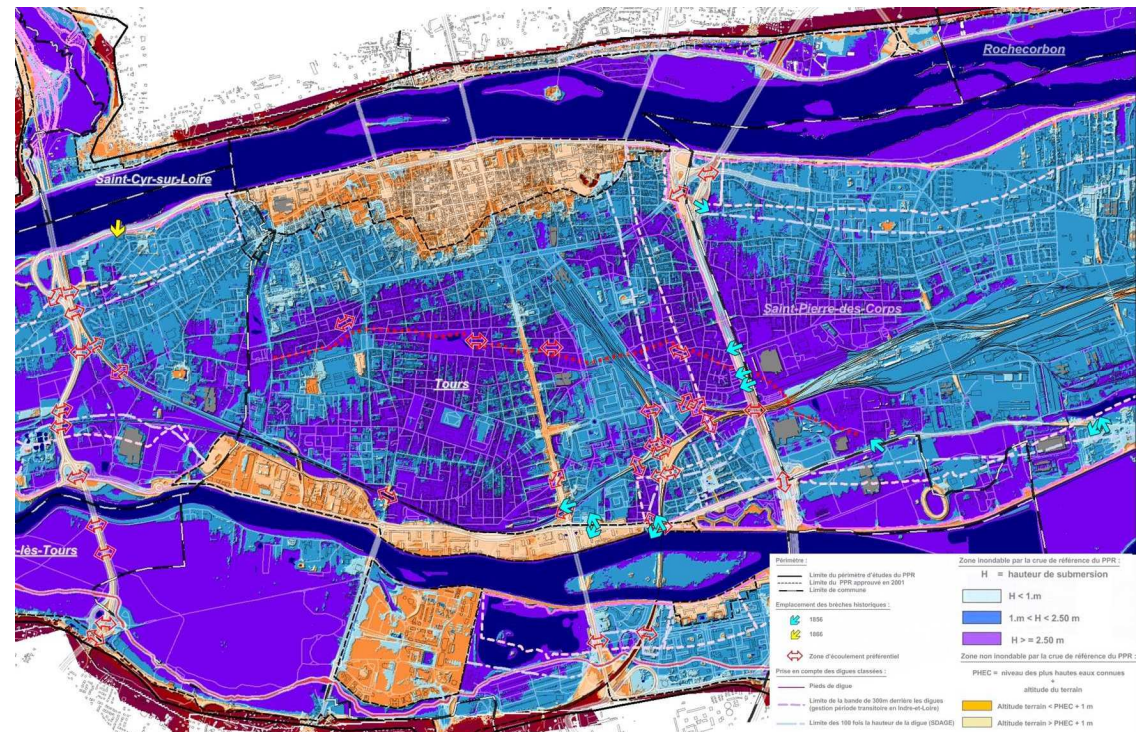 Rochecorbon
Saint-Cyr-sur-Loire
Saint-Pierre-des-Corps
Tours
-lès-Tours
Périmètre :
Limite du périmètre d'études du PPR
Limite du PPR approuvé en 2001
Limite de commune
Emplacement des brèches historiques :
1856
1866
Zone d'écoulement préférentiel
Prise en compte des digues classées :
Pieds de digue
Limite de la bande de 300m derrière les digues
(gestion période transitoire en Indre-et-Loire)
Limite des 100 fois la hauteur de la digue (SDAGE)
Zone inondable par la crue de référence du PPR :
H = hauteur de submersion
H < 1.m
1.m < H < 2.50 m
H > = 2.50 m
Zone non inondable par la crue de référence du PPR :
PHEC = niveau des plus hautes eaux connues
+
altitude du terrain
Altitude terrain < PHEC + 1 m
Altitude terrain > PHEC + 1 m